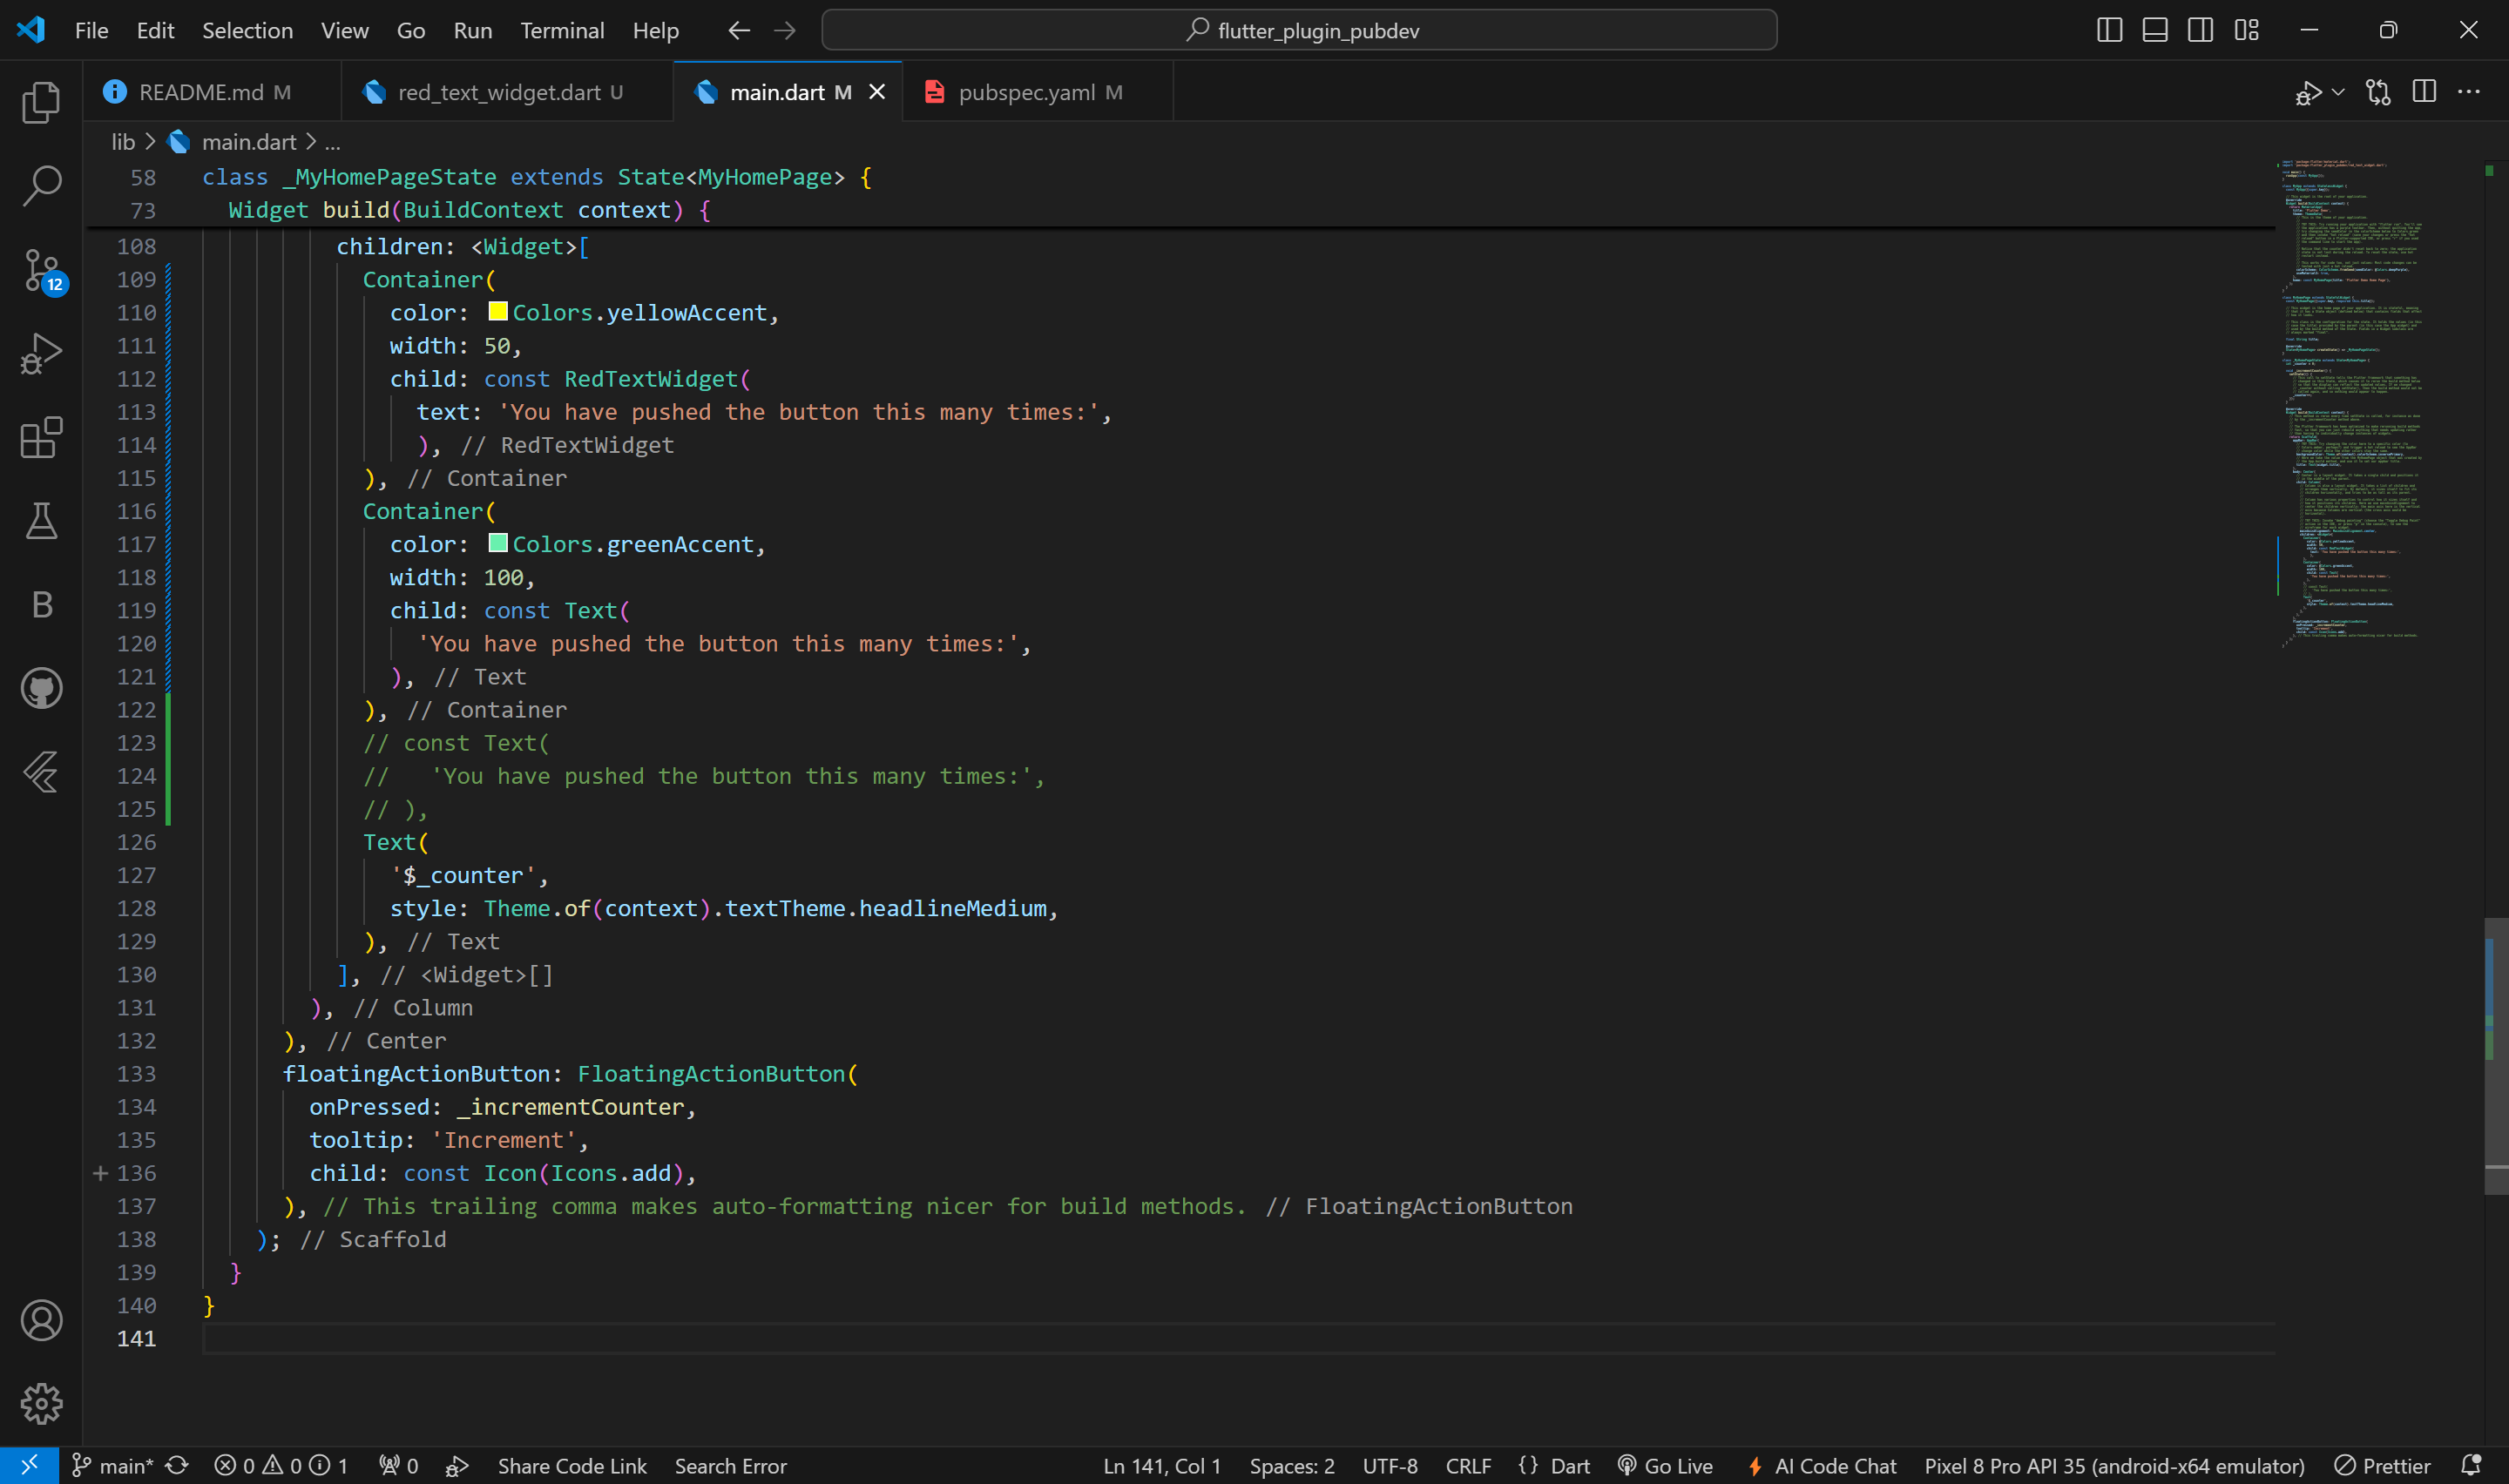 File Edit Selection View Go Run Terminal Help
flutter_plugin_pubdev
README.md M
red_text_widget.dart U
main.dart M
pubspec.yaml M
lib > main.dart > ...
58 class _MyHomePageState extends State<MyHomePage> {
73 Widget build(BuildContext context) {
108 children: <Widget>[
109 Container(
110 color: Colors.yellowAccent,
111 width: 50,
112 child: const RedTextWidget(
113 text: 'You have pushed the button this many times:',
114 ), // RedTextWidget
115 ), // Container
116 Container(
117 color: Colors.greenAccent,
118 width: 100,
119 child: const Text(
120 'You have pushed the button this many times:',
121 ), // Text
122 ), // Container
123 // const Text(
124 //   'You have pushed the button this many times:',
125 // ),
126 Text(
127 '$_counter',
128 style: Theme.of(context).textTheme.headlineMedium,
129 ), // Text
130 ], // <Widget>[]
131 ), // Column
132 ), // Center
133 floatingActionButton: FloatingActionButton(
134 onPressed: _incrementCounter,
135 tooltip: 'Increment',
136 child: const Icon(Icons.add),
137 ), // This trailing comma makes auto-formatting nicer for build methods. // FloatingActionButton
138 ); // Scaffold
139 }
140 }
141
12
B
main* 0 0 1 0 Share Code Link Search Error Ln 141, Col 1 Spaces: 2 UTF-8 CRLF {} Dart Go Live AI Code Chat Pixel 8 Pro API 35 (android-x64 emulator) Prettier